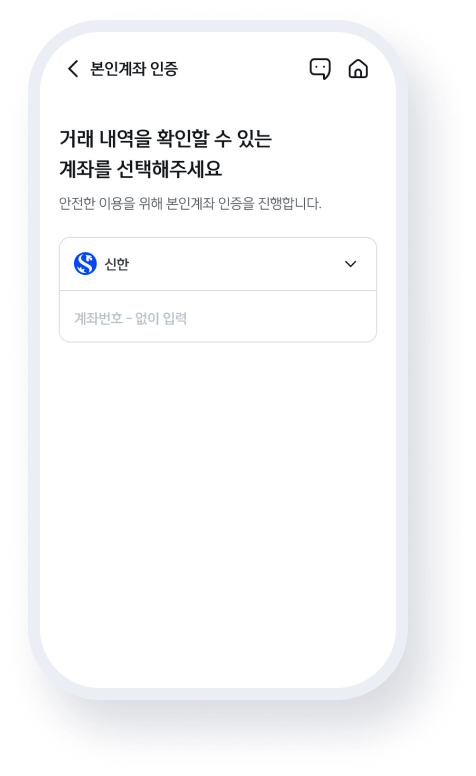 본인계좌 인증
거래 내역을 확인할 수 있는
계좌를 선택해주세요
안전한 이용을 위해 본인계좌 인증을 진행합니다.
신한
계좌번호 - 없이 입력